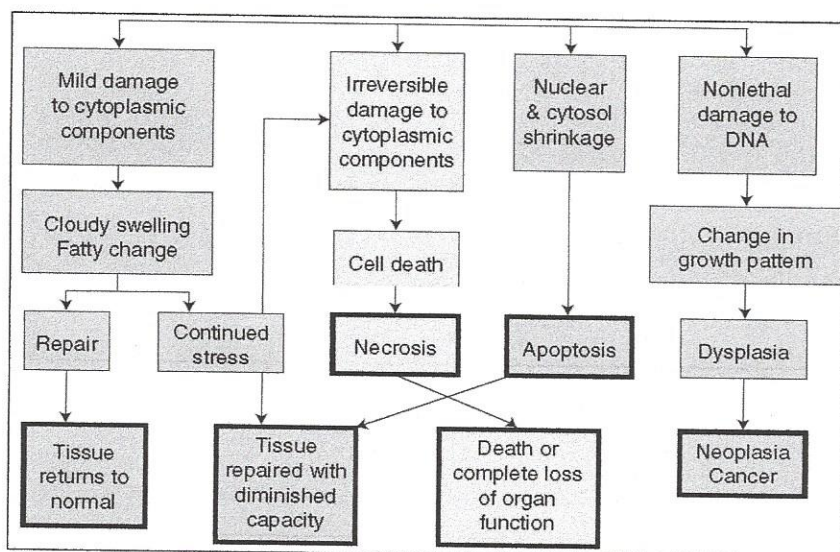 Mild damage
to cytoplasmic
components
Irreversible
damage to
cytoplasmic
components
Nuclear
& cytosol
shrinkage
Nonlethal
damage to
DNA
Cloudy swelling
Fatty change
Cell death
Change in
growth pattern
Repair
Continued
stress
Necrosis
Apoptosis
Dysplasia
Tissue
returns to
normal
Tissue
repaired with
diminished
capacity
Death or
complete loss
of organ
function
Neoplasia
Cancer